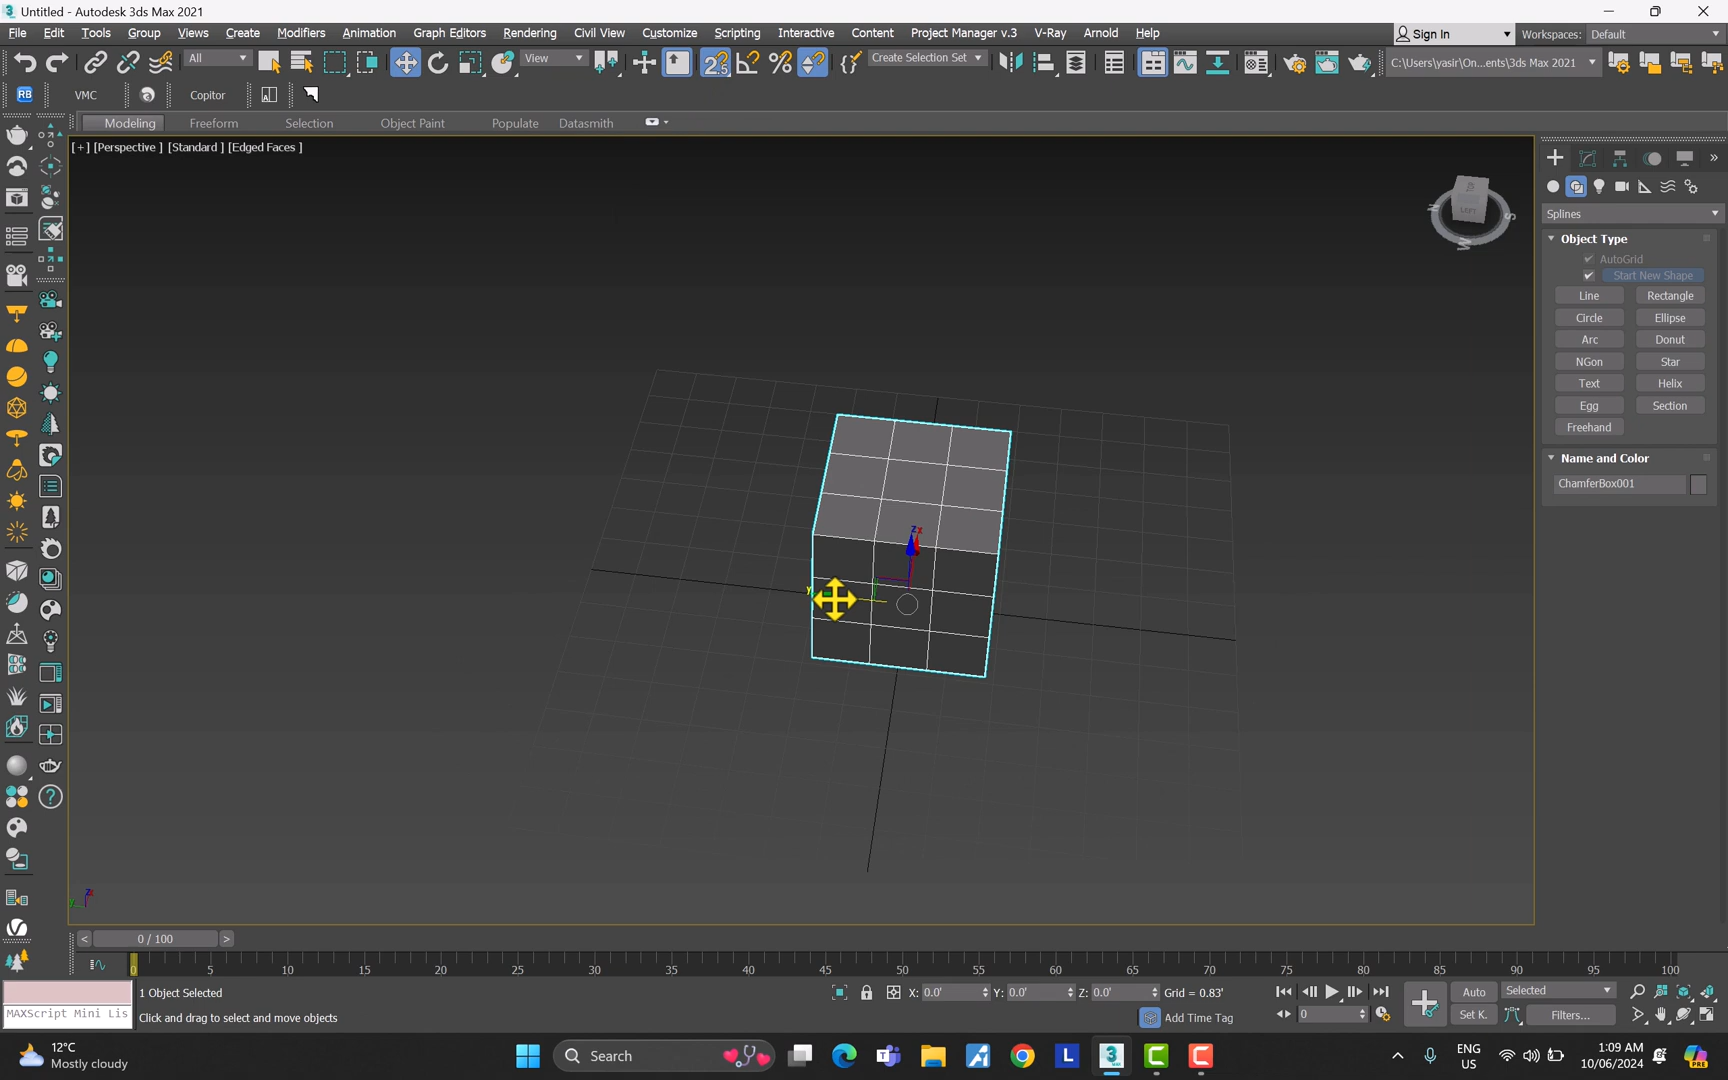 Untitled - Autodesk 3ds Max 2021
File Edit Tools Group Views Create Modifiers Animation Graph Editors Rendering Civil View Customize Scripting Interactive Content Project Manager v.3 V-Ray Arnold Help Sign In Workspaces: Default
All View Create Selection Set C:\Users\yasir\On...ents\3ds Max 2021
RB VMC Copitor
Modeling Freeform Selection Object Paint Populate Datasmith
[+] [Perspective ] [Standard ] [Edged Faces ]
LEFT
N S W
Splines
Object Type
AutoGrid
Start New Shape
Line Rectangle
Circle Ellipse
Arc Donut
NGon Star
Text Helix
Egg Section
Freehand
Name and Color
ChamferBox001
z x
y
z x
y
< 0 / 100 >
0 5 10 15 20 25 30 35 40 45 50 55 60 65 70 75 80 85 90 95 100
1 Object Selected X: 0.0' Y: 0.0' Z: 0.0' Grid = 0.83' Auto Selected
MAXScript Mini Lis Click and drag to select and move objects Add Time Tag 0 Set K. Filters...
12°C
Mostly cloudy
Search
L
ENG
US
1:09 AM
10/06/2024
PRE